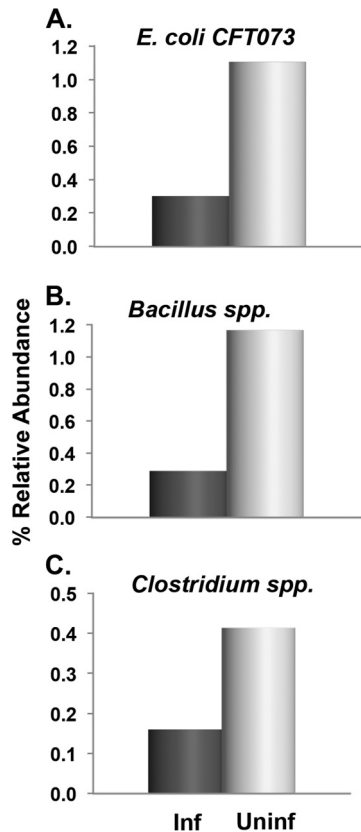 A.
E. coli CFT073
1.2
1.0
0.8
0.6
0.4
0.2
0.0
% Relative Abundance
B.
Bacillus spp.
1.2
1.0
0.8
0.6
0.4
0.2
0.0
C.
Clostridium spp.
0.5
0.4
0.3
0.2
0.1
0.0
Inf Uninf